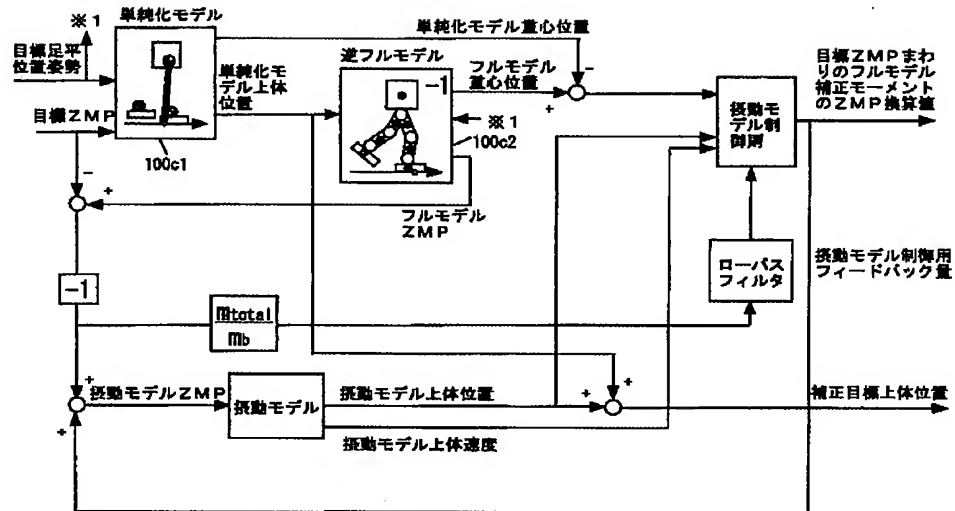 ※1
単純化モデル
目標足平
位置姿勢
目標ZMP
100c1
単純化モデル重心位置
単純化モ
デル上体
位置
逆フルモデル
-1
100c2
フルモデル
重心位置
※1
フルモデル
ZMP
-
+
摂動モ
デル制
御則
目標ZMPまわ
りのフルモデル
補正モーメント
のZMP換算値
-
+
-1
mtotal
mb
ローパス
フィルタ
摂動モデル制御用
フィードバック量
+
+
摂動モデルZMP
摂動モデル
摂動モデル上体位置
摂動モデル上体速度
+
+
補正目標上体位置